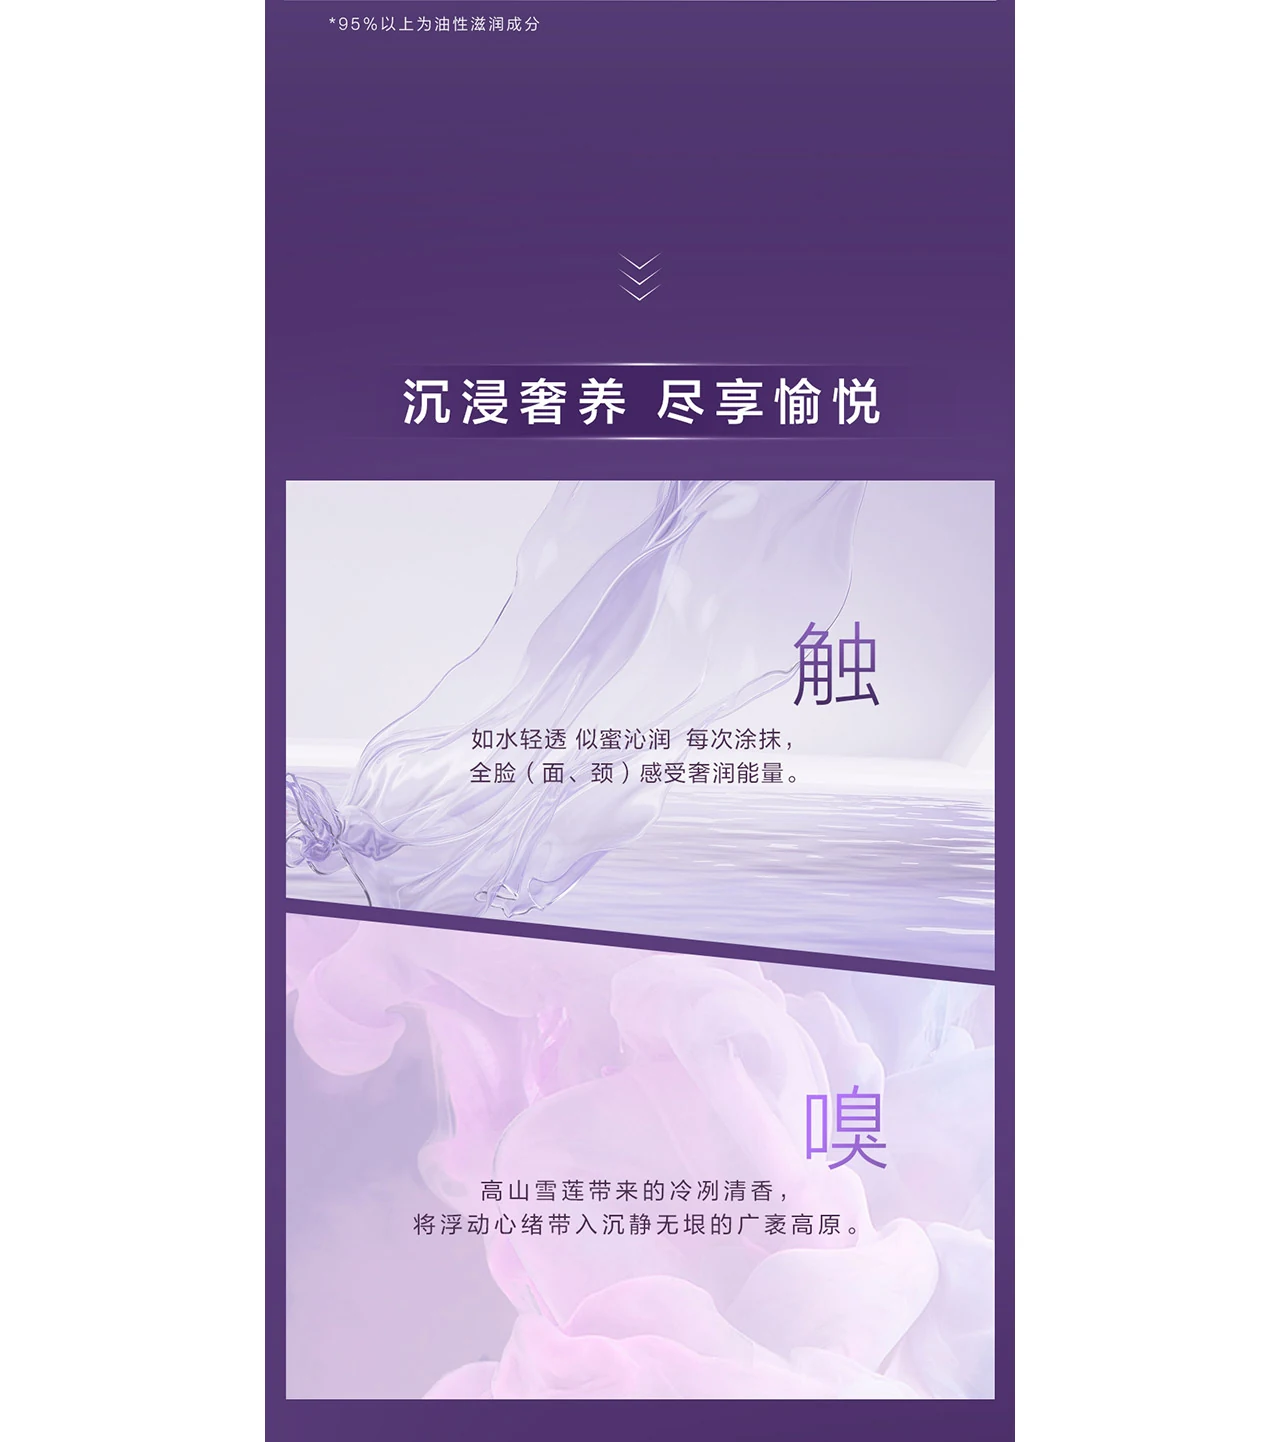 *95%以上为油性滋润成分
沉浸奢养 尽享愉悦
触
如水轻透 似蜜沁润 每次涂抹，
全脸（面、颈）感受奢润能量。
嗅
高山雪莲带来的冷冽清香，
将浮动心绪带入沉静无垠的广袤高原。